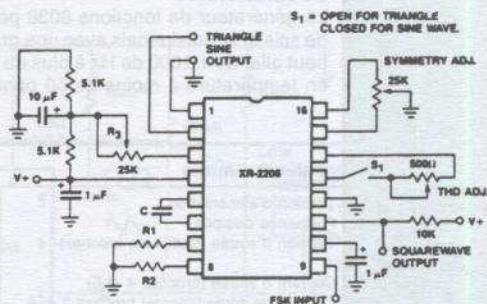 S₁ = OPEN FOR TRIANGLE
CLOSED FOR SINE WAVE.
TRIANGLE
SINE
OUTPUT
SYMMETRY ADJ.
25K
5.1K
10 µF +
R₃
25K
5.1K
V+
+
1 µF
1
16
XR-2206
8
9
C
R1
R2
S₁
500Ω
THD ADJ.
V+
10K
SQUAREWAVE
OUTPUT
+
1 µF
FSK INPUT